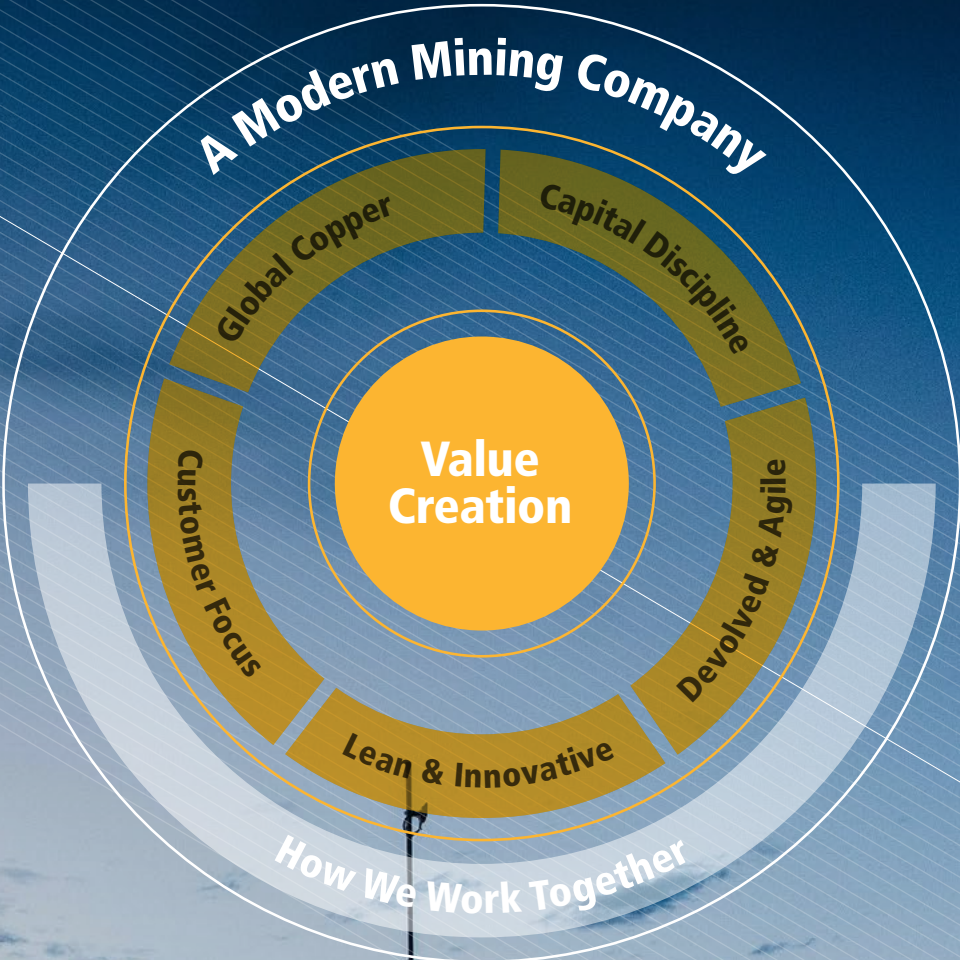 A Modern Mining Company
Global Copper
Capital Discipline
Customer Focus
Value
Creation
Devolved & Agile
Lean & Innovative
How We Work Together